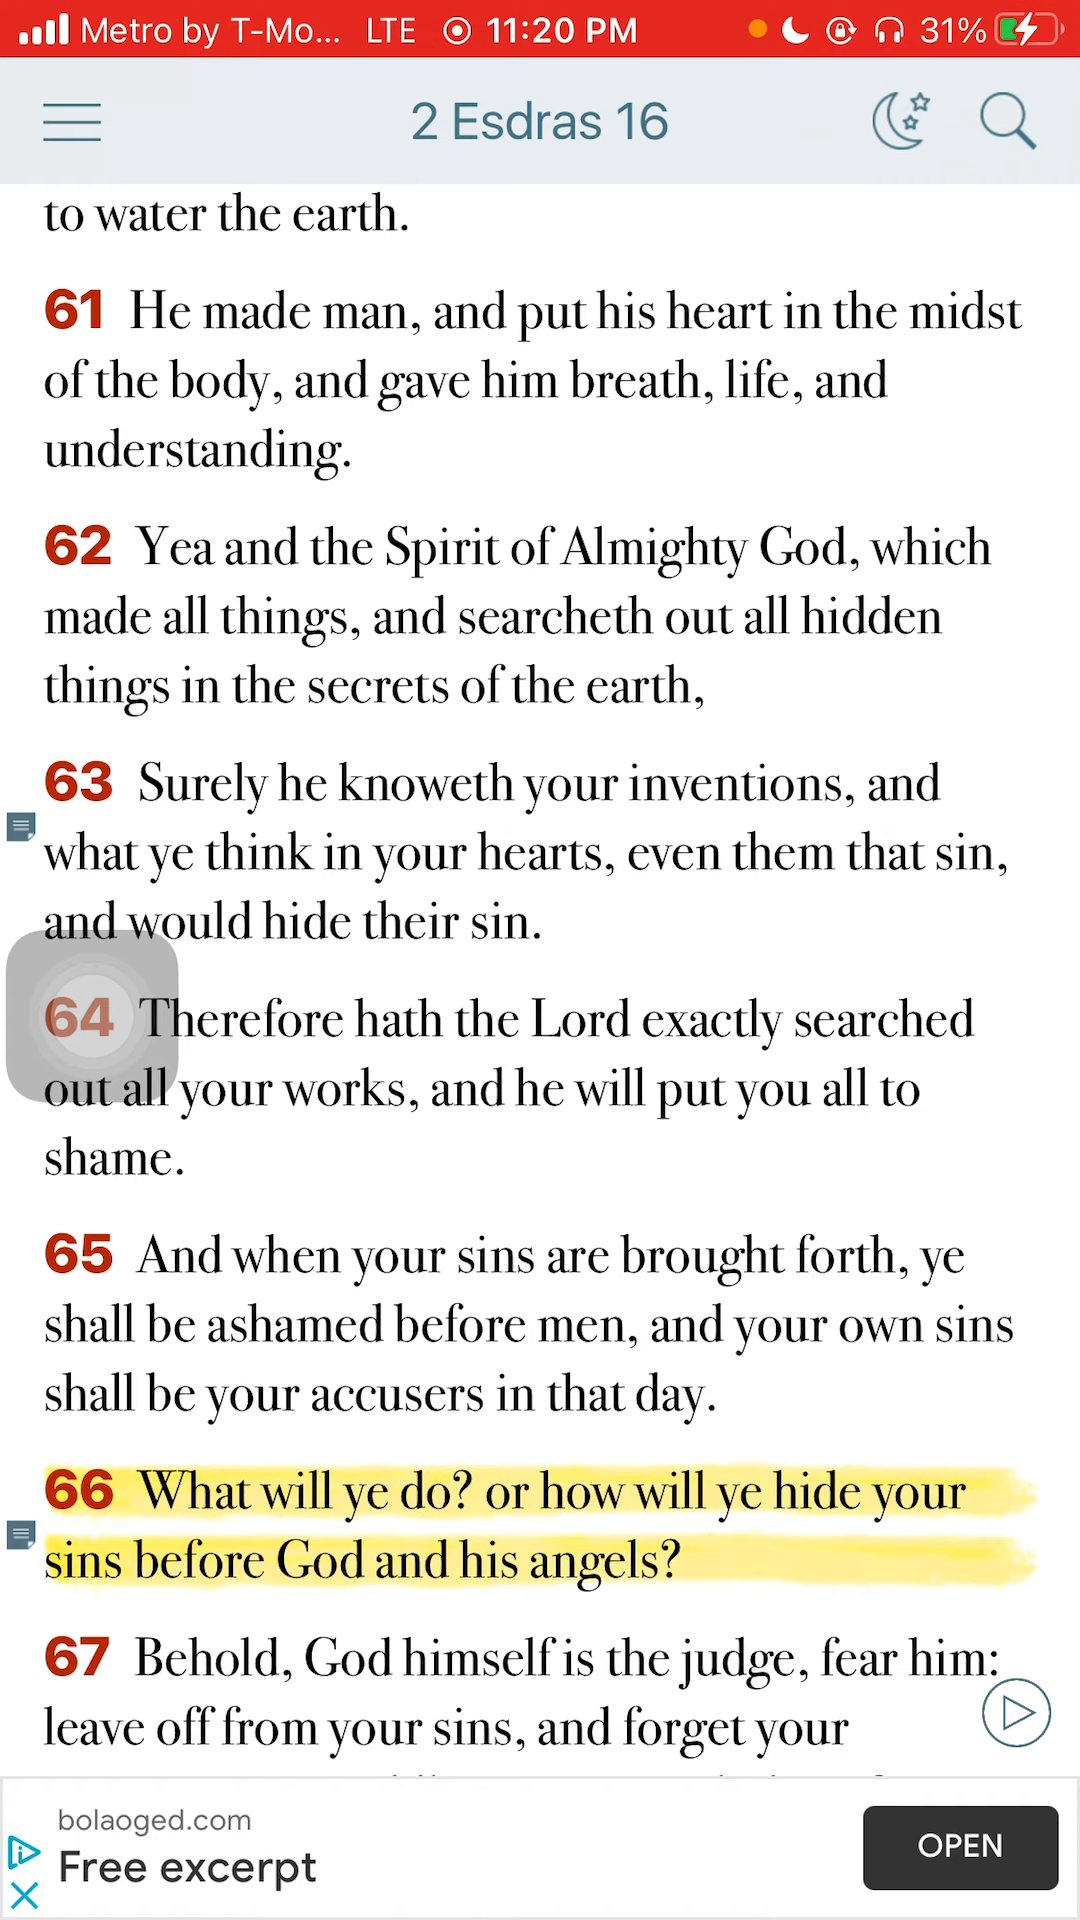 Metro by T-Mo... LTE 11:20 PM 31%
2 Esdras 16
to water the earth.
61 He made man, and put his heart in the midst
of the body, and gave him breath, life, and
understanding.
62 Yea and the Spirit of Almighty God, which
made all things, and searcheth out all hidden
things in the secrets of the earth,
63 Surely he knoweth your inventions, and
what ye think in your hearts, even them that sin,
and would hide their sin.
64 Therefore hath the Lord exactly searched
out all your works, and he will put you all to
shame.
65 And when your sins are brought forth, ye
shall be ashamed before men, and your own sins
shall be your accusers in that day.
66 What will ye do? or how will ye hide your
sins before God and his angels?
67 Behold, God himself is the judge, fear him:
leave off from your sins, and forget your
bolaoged.com
Free excerpt
OPEN